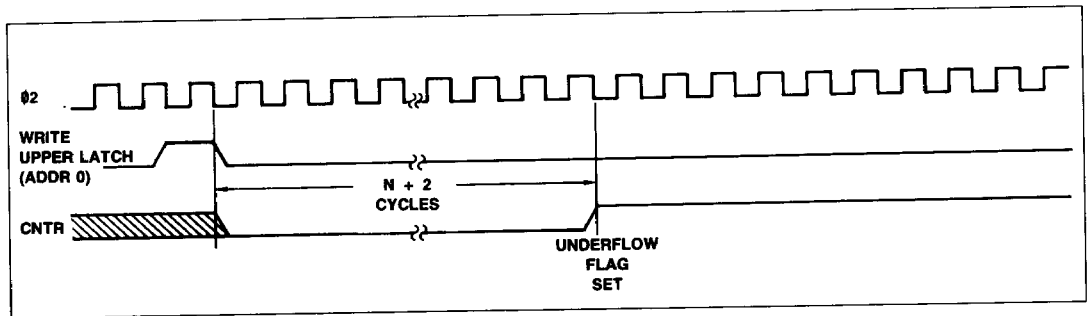 φ2
WRITE
UPPER LATCH
(ADDR 0)
N + 2
CYCLES
CNTR
UNDERFLOW
FLAG
SET